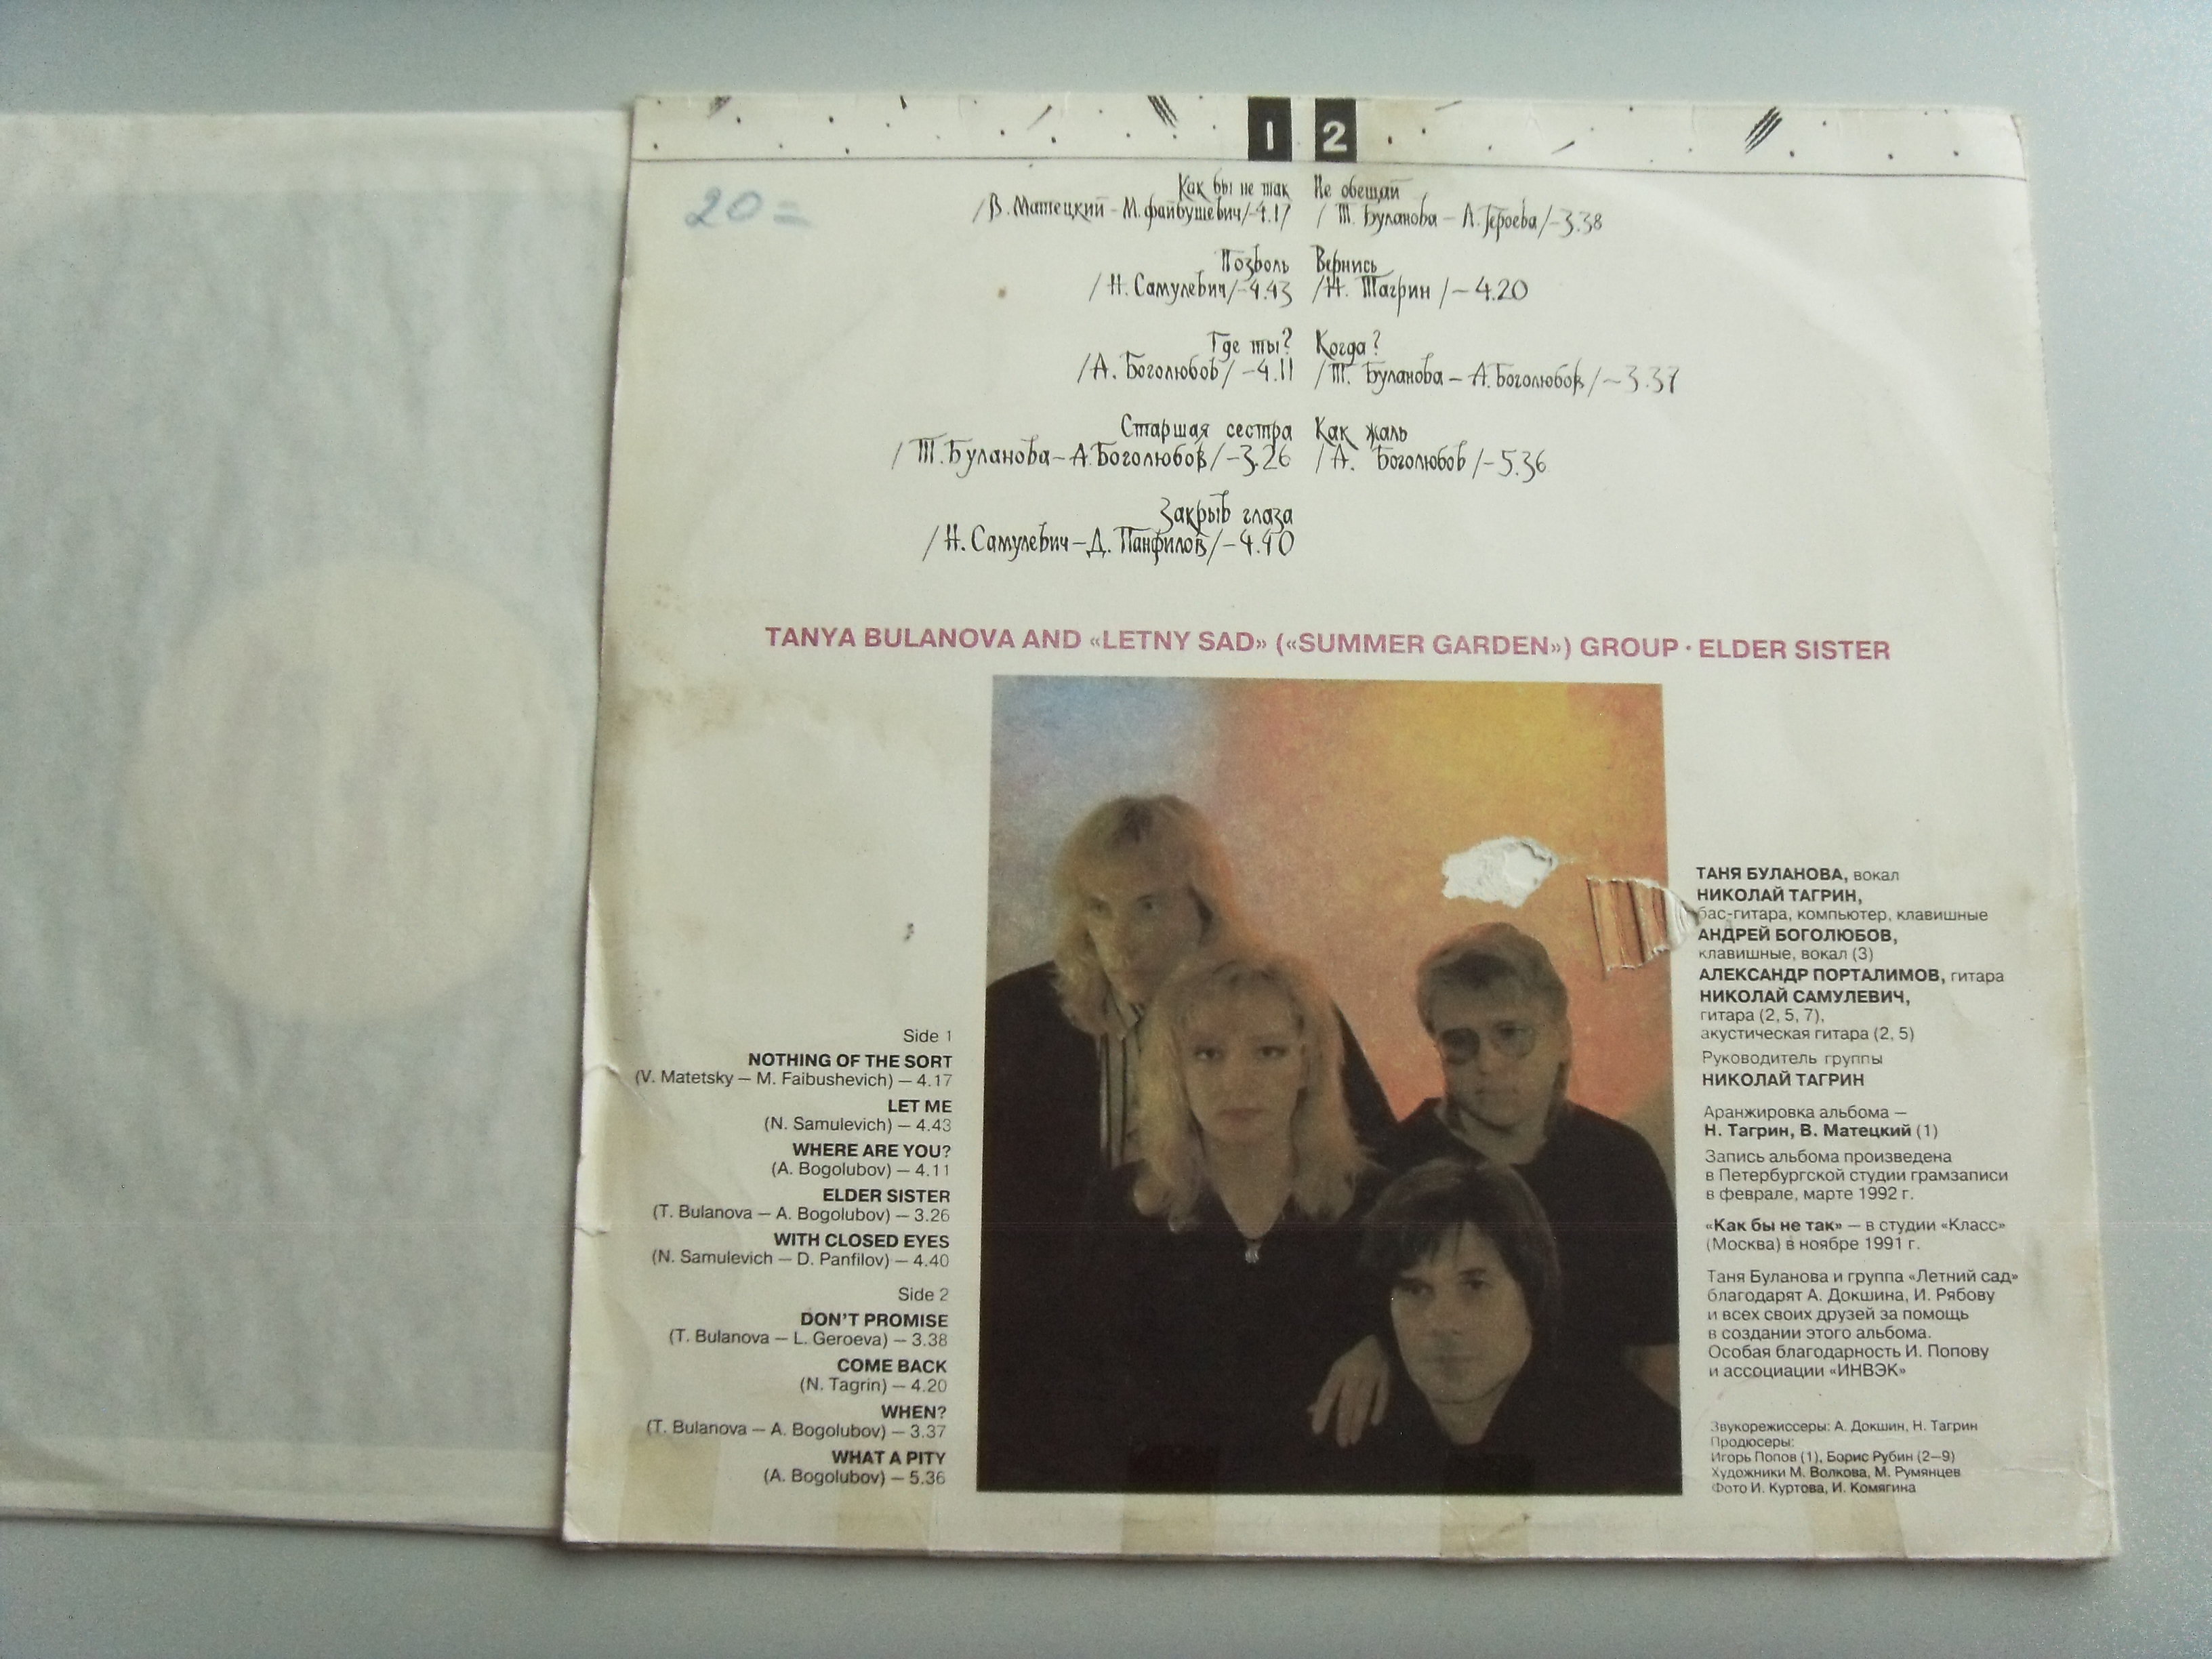 1 2
20=
Как бы не так
/В. Матецкий – М. Файбушевич/–4.17
Позволь
/Н. Самулевич/–4.43
Где ты?
/А. Боголюбов/–4.11
Старшая сестра
/Т. Буланова – А. Боголюбов/–3.26
Закрыв глаза
/Н. Самулевич – Д. Панфилов/–4.40
Не обещай
/Т. Буланова – Л. Героева/–3.38
Вернись
/Н. Тагрин/–4.20
Когда?
/Т. Буланова – А. Боголюбов/–3.37
Как жаль
/А. Боголюбов/–5.36
TANYA BULANOVA AND «LETNY SAD» («SUMMER GARDEN») GROUP · ELDER SISTER
Side 1
NOTHING OF THE SORT
(V. Matetsky — M. Faibushevich) — 4.17
LET ME
(N. Samulevich) — 4.43
WHERE ARE YOU?
(A. Bogolubov) — 4.11
ELDER SISTER
(T. Bulanova — A. Bogolubov) — 3.26
WITH CLOSED EYES
(N. Samulevich — D. Panfilov) — 4.40
Side 2
DON'T PROMISE
(T. Bulanova — L. Geroeva) — 3.38
COME BACK
(N. Tagrin) — 4.20
WHEN?
(T. Bulanova — A. Bogolubov) — 3.37
WHAT A PITY
(A. Bogolubov) — 5.36
ТАНЯ БУЛАНОВА, вокал
НИКОЛАЙ ТАГРИН,
бас-гитара, компьютер, клавишные
АНДРЕЙ БОГОЛЮБОВ,
клавишные, вокал (3)
АЛЕКСАНДР ПОРТАЛИМОВ, гитара
НИКОЛАЙ САМУЛЕВИЧ,
гитара (2, 5, 7),
акустическая гитара (2, 5)
Руководитель группы
НИКОЛАЙ ТАГРИН
Аранжировка альбома —
Н. Тагрин, В. Матецкий (1)
Запись альбома произведена
в Петербургской студии грамзаписи
в феврале, марте 1992 г.
«Как бы не так» — в студии «Класс»
(Москва) в ноябре 1991 г.
Таня Буланова и группа «Летний сад»
благодарят А. Докшина, И. Рябову
и всех своих друзей за помощь
в создании этого альбома.
Особая благодарность И. Попову
и ассоциации «ИНВЭК»
Звукорежиссеры: А. Докшин, Н. Тагрин
Продюсеры:
Игорь Попов (1), Борис Рубин (2—9)
Художники М. Волкова, М. Румянцев
Фото И. Куртова, И. Комягина